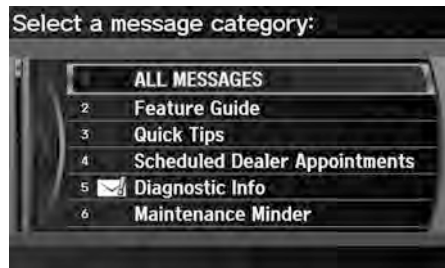 Select a message category:
ALL MESSAGES
2 Feature Guide
3 Quick Tips
4 Scheduled Dealer Appointments
5 Diagnostic Info
6 Maintenance Minder